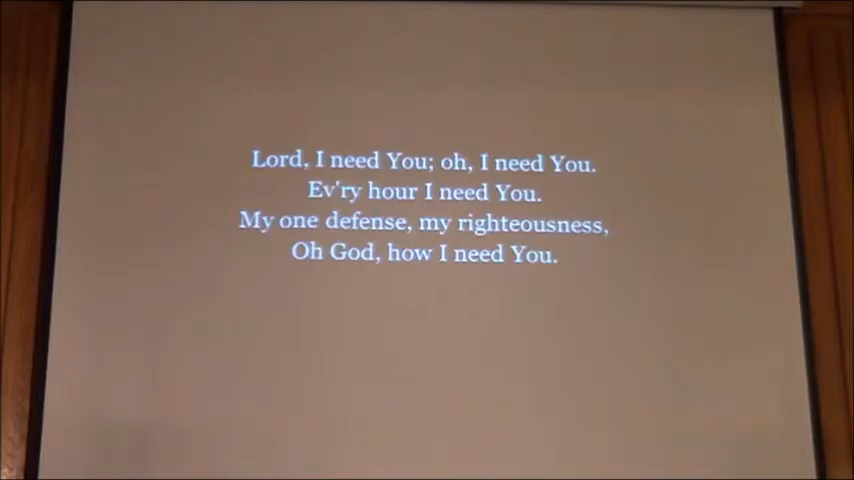 Lord, I need You; oh, I need You.
Ev'ry hour I need You.
My one defense, my righteousness,
Oh God, how I need You.